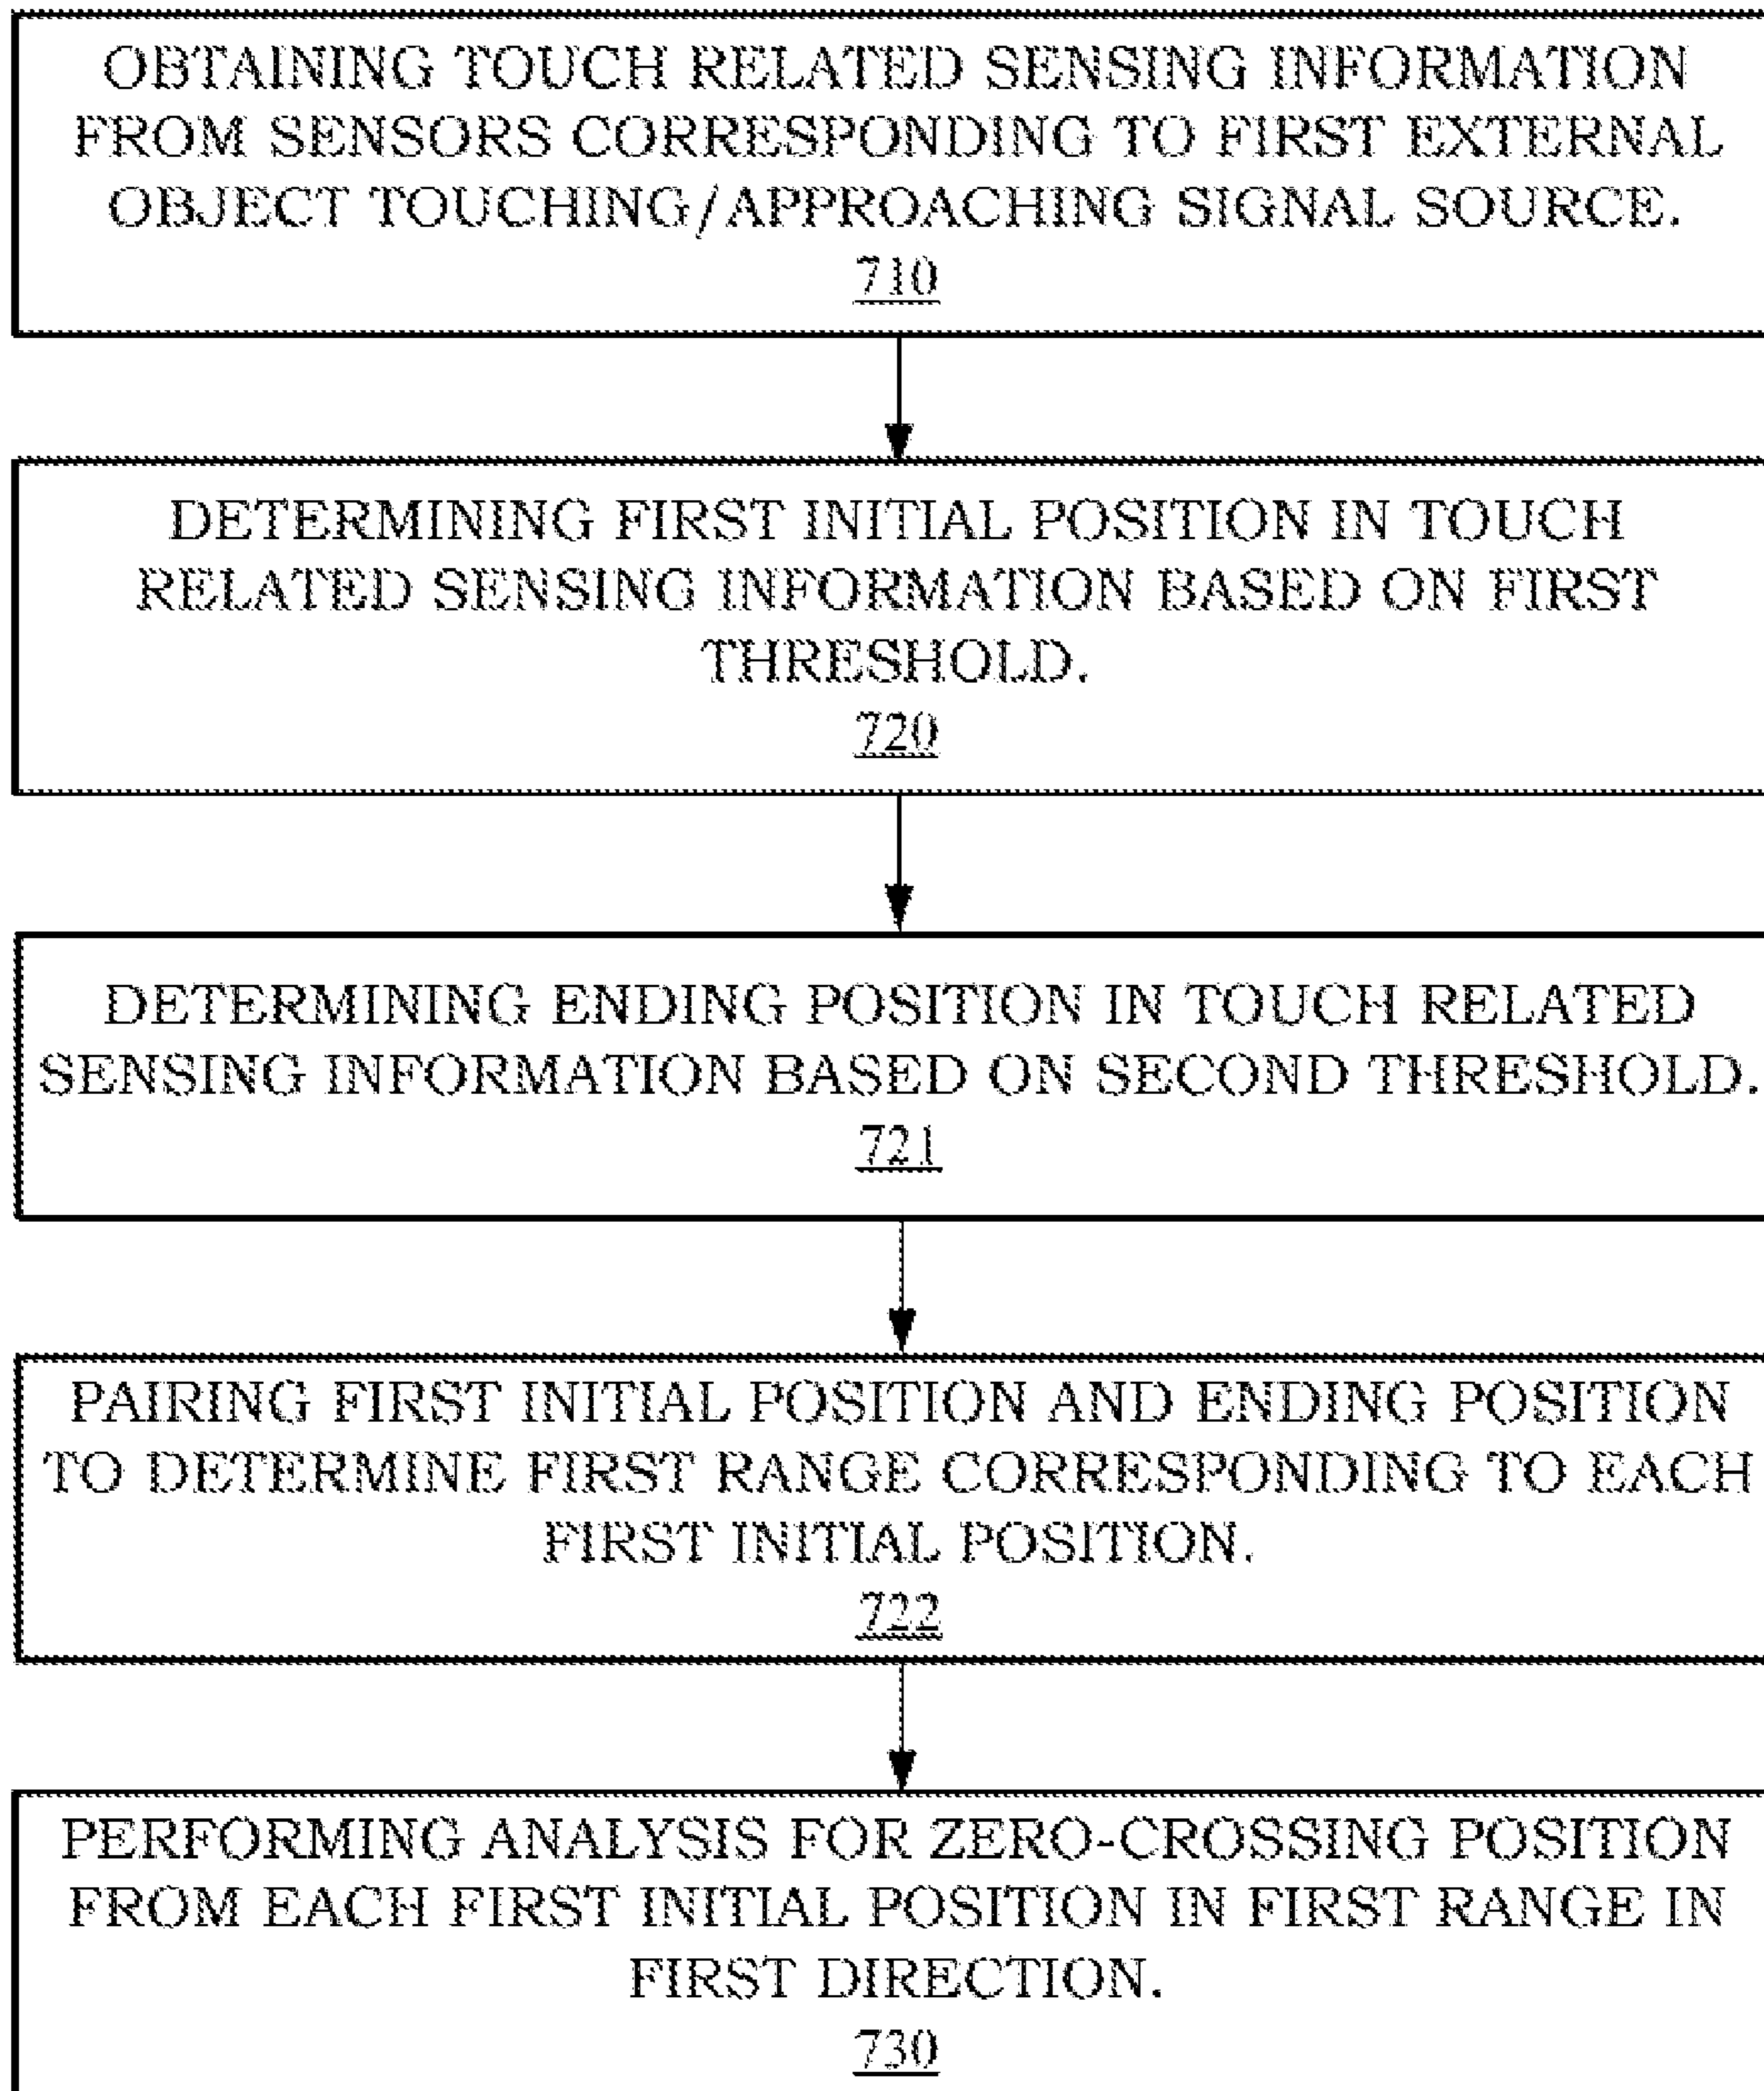 OBTAINING TOUCH RELATED SENSING INFORMATION
FROM SENSORS CORRESPONDING TO FIRST EXTERNAL
OBJECT TOUCHING/APPROACHING SIGNAL SOURCE.
710
DETERMINING FIRST INITIAL POSITION IN TOUCH
RELATED SENSING INFORMATION BASED ON FIRST
THRESHOLD.
720
DETERMINING ENDING POSITION IN TOUCH RELATED
SENSING INFORMATION BASED ON SECOND THRESHOLD.
721
PAIRING FIRST INITIAL POSITION AND ENDING POSITION
TO DETERMINE FIRST RANGE CORRESPONDING TO EACH
FIRST INITIAL POSITION.
722
PERFORMING ANALYSIS FOR ZERO-CROSSING POSITION
FROM EACH FIRST INITIAL POSITION IN FIRST RANGE IN
FIRST DIRECTION.
730